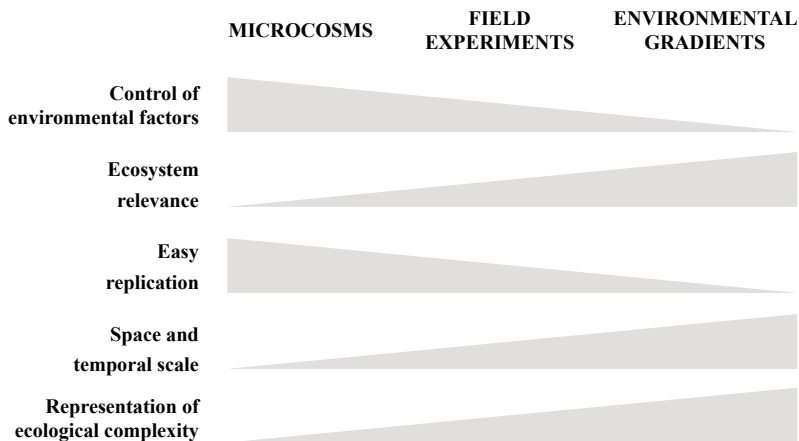 MICROCOSMS
FIELD
EXPERIMENTS
ENVIRONMENTAL
GRADIENTS
Control of
environmental factors
Ecosystem
relevance
Easy
replication
Space and
temporal scale
Representation of
ecological complexity